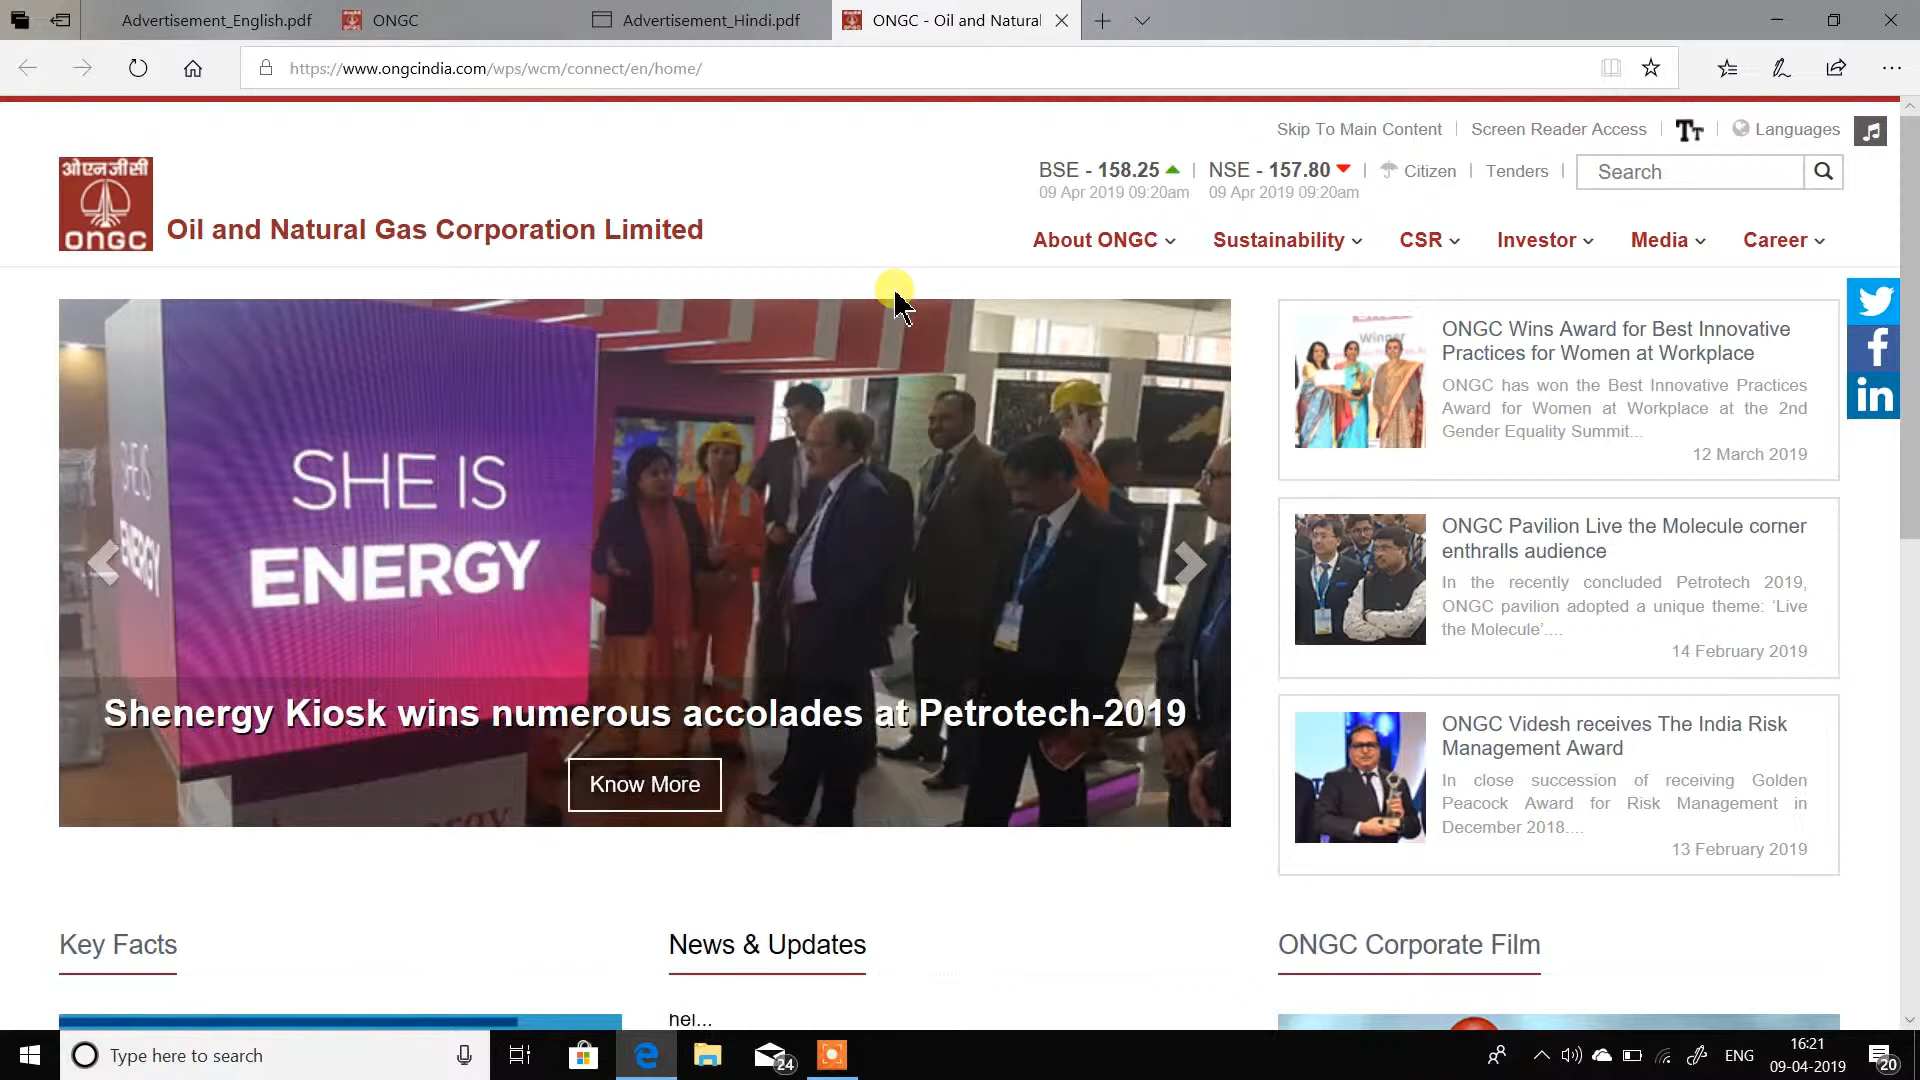 Advertisement_English.pdf
ONGC
Advertisement_Hindi.pdf
ONGC - Oil and Natural
https://www.ongcindia.com/wps/wcm/connect/en/home/
Skip To Main Content
Screen Reader Access
Languages
BSE - 158.25
09 Apr 2019 09:20am
NSE - 157.80
09 Apr 2019 09:20am
Citizen
Tenders
Search
ओएनजीसी
ONGC
Oil and Natural Gas Corporation Limited
About ONGC
Sustainability
CSR
Investor
Media
Career
SHE IS
ENERGY
SHE IS
ENERGY
Shenergy Kiosk wins numerous accolades at Petrotech-2019
Know More
Winner
ONGC Wins Award for Best Innovative
Practices for Women at Workplace
ONGC has won the Best Innovative Practices
Award for Women at Workplace at the 2nd
Gender Equality Summit...
12 March 2019
ONGC Pavilion Live the Molecule corner
enthralls audience
In the recently concluded Petrotech 2019,
ONGC pavilion adopted a unique theme: ‘Live
the Molecule’....
14 February 2019
ONGC Videsh receives The India Risk
Management Award
In close succession of receiving Golden
Peacock Award for Risk Management in
December 2018....
13 February 2019
Key Facts
News & Updates
hel...
ONGC Corporate Film
Type here to search
24
ENG
16:21
09-04-2019
20